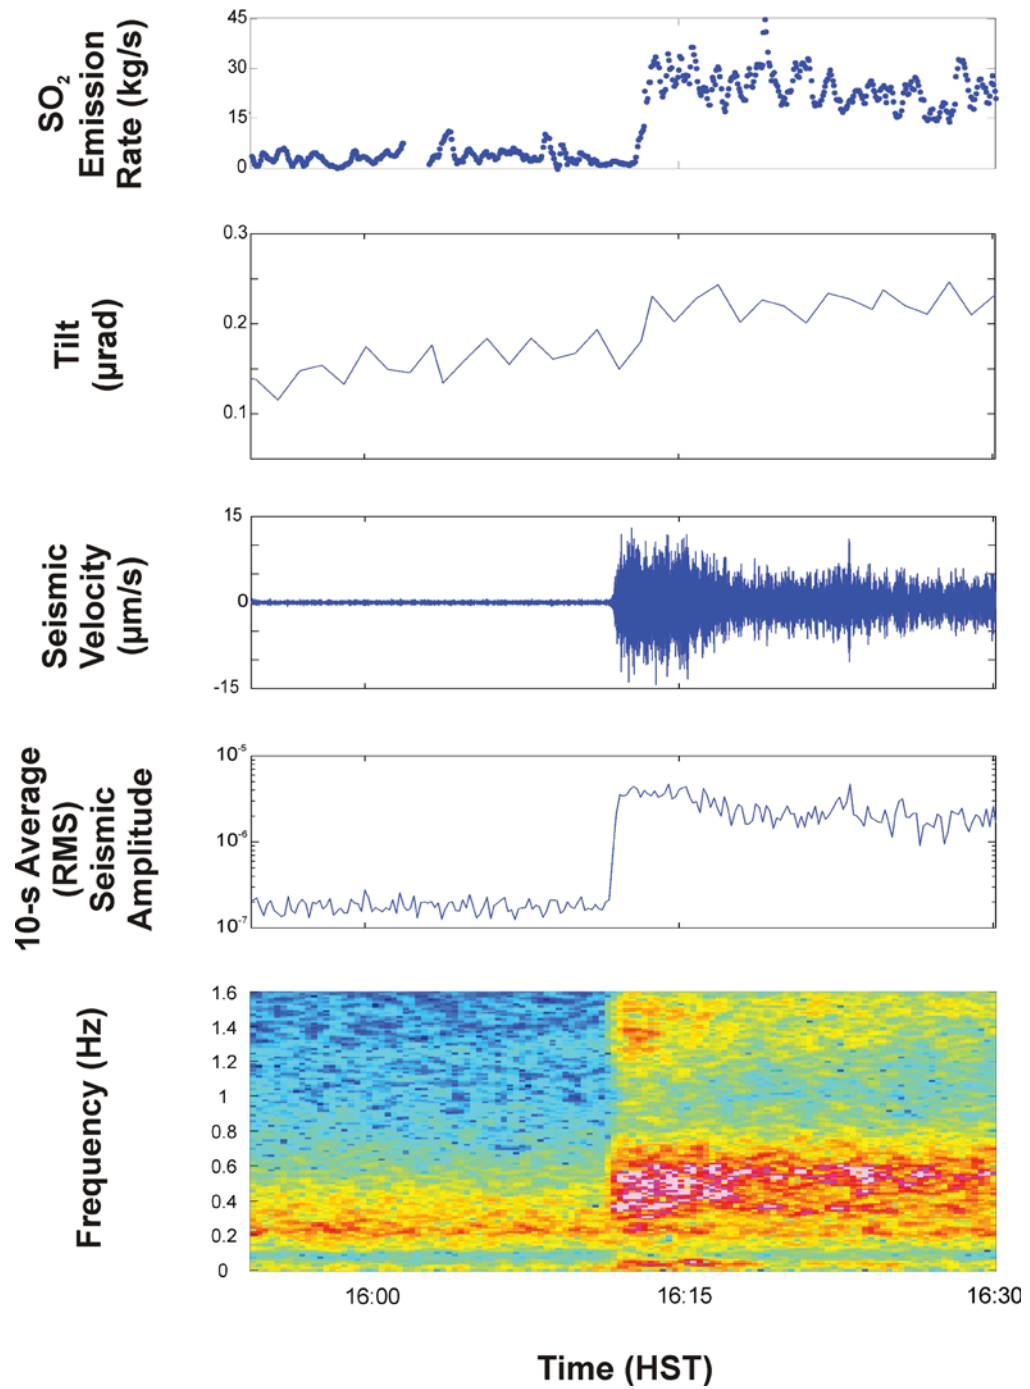 SO2
Emission
Rate (kg/s)
45
30
15
0
Tilt
(µrad)
0.3
0.2
0.1
Seismic
Velocity
(µm/s)
15
0
-15
10-s Average
(RMS)
Seismic
Amplitude
10-5
10-6
10-7
Frequency (Hz)
1.6
1.4
1.2
1
0.8
0.6
0.4
0.2
0
16:00 16:15 16:30
Time (HST)